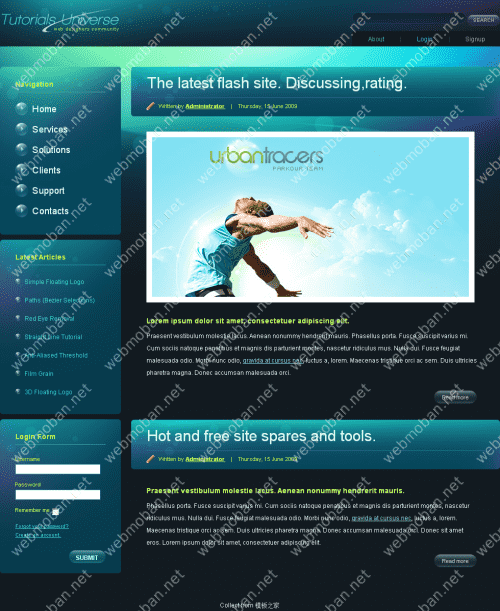 Tutorials Universe
web designers community
SEARCH
About | Login | Signup
Navigation
Home
Services
Solutions
Clients
Support
Contacts
Latest Articles
Simple Floating Logo
Paths (Bezier Selections)
Red Eye Removal
Straight Line Tutorial
Anti-Aliased Threshold
Film Grain
3D Floating Logo
Login Form
Username
Password
Remember me
Forgot your password?
Create an account.
SUBMIT
The latest flash site. Discussing,rating.
Written by Administrator | Thursday, 15 June 2009
urbantracers
PARKOUR TEAM
Lorem ipsum dolor sit amet, consectetuer adipiscing elit.
Praesent vestibulum molestie lacus. Aenean nonummy hendrerit mauris. Phasellus porta. Fusce suscipit varius mi.
Cum sociis natoque penatibus et magnis dis parturient montes, nascetur ridiculus mus. Nulla dui. Fusce feugiat
malesuada odio. Morbi nunc odio, gravida at cursus nec, luctus a, lorem. Maecenas tristique orci ac sem. Duis ultricies
pharetra magna. Donec accumsan malesuada orci.
Read more
Hot and free site spares and tools.
Written by Administrator | Thursday, 15 June 2009
Praesent vestibulum molestie lacus. Aenean nonummy hendrerit mauris.
Phasellus porta. Fusce suscipit varius mi. Cum sociis natoque penatibus et magnis dis parturient montes, nascetur
ridiculus mus. Nulla dui. Fusce feugiat malesuada odio. Morbi nunc odio, gravida at cursus nec, luctus a, lorem.
Maecenas tristique orci ac sem. Duis ultricies pharetra magna. Donec accumsan malesuada orci. Donec sit amet
eros. Lorem ipsum dolor sit amet, consectetuer adipiscing elit.
Read more
Collect from 模板之家
webmoban.net